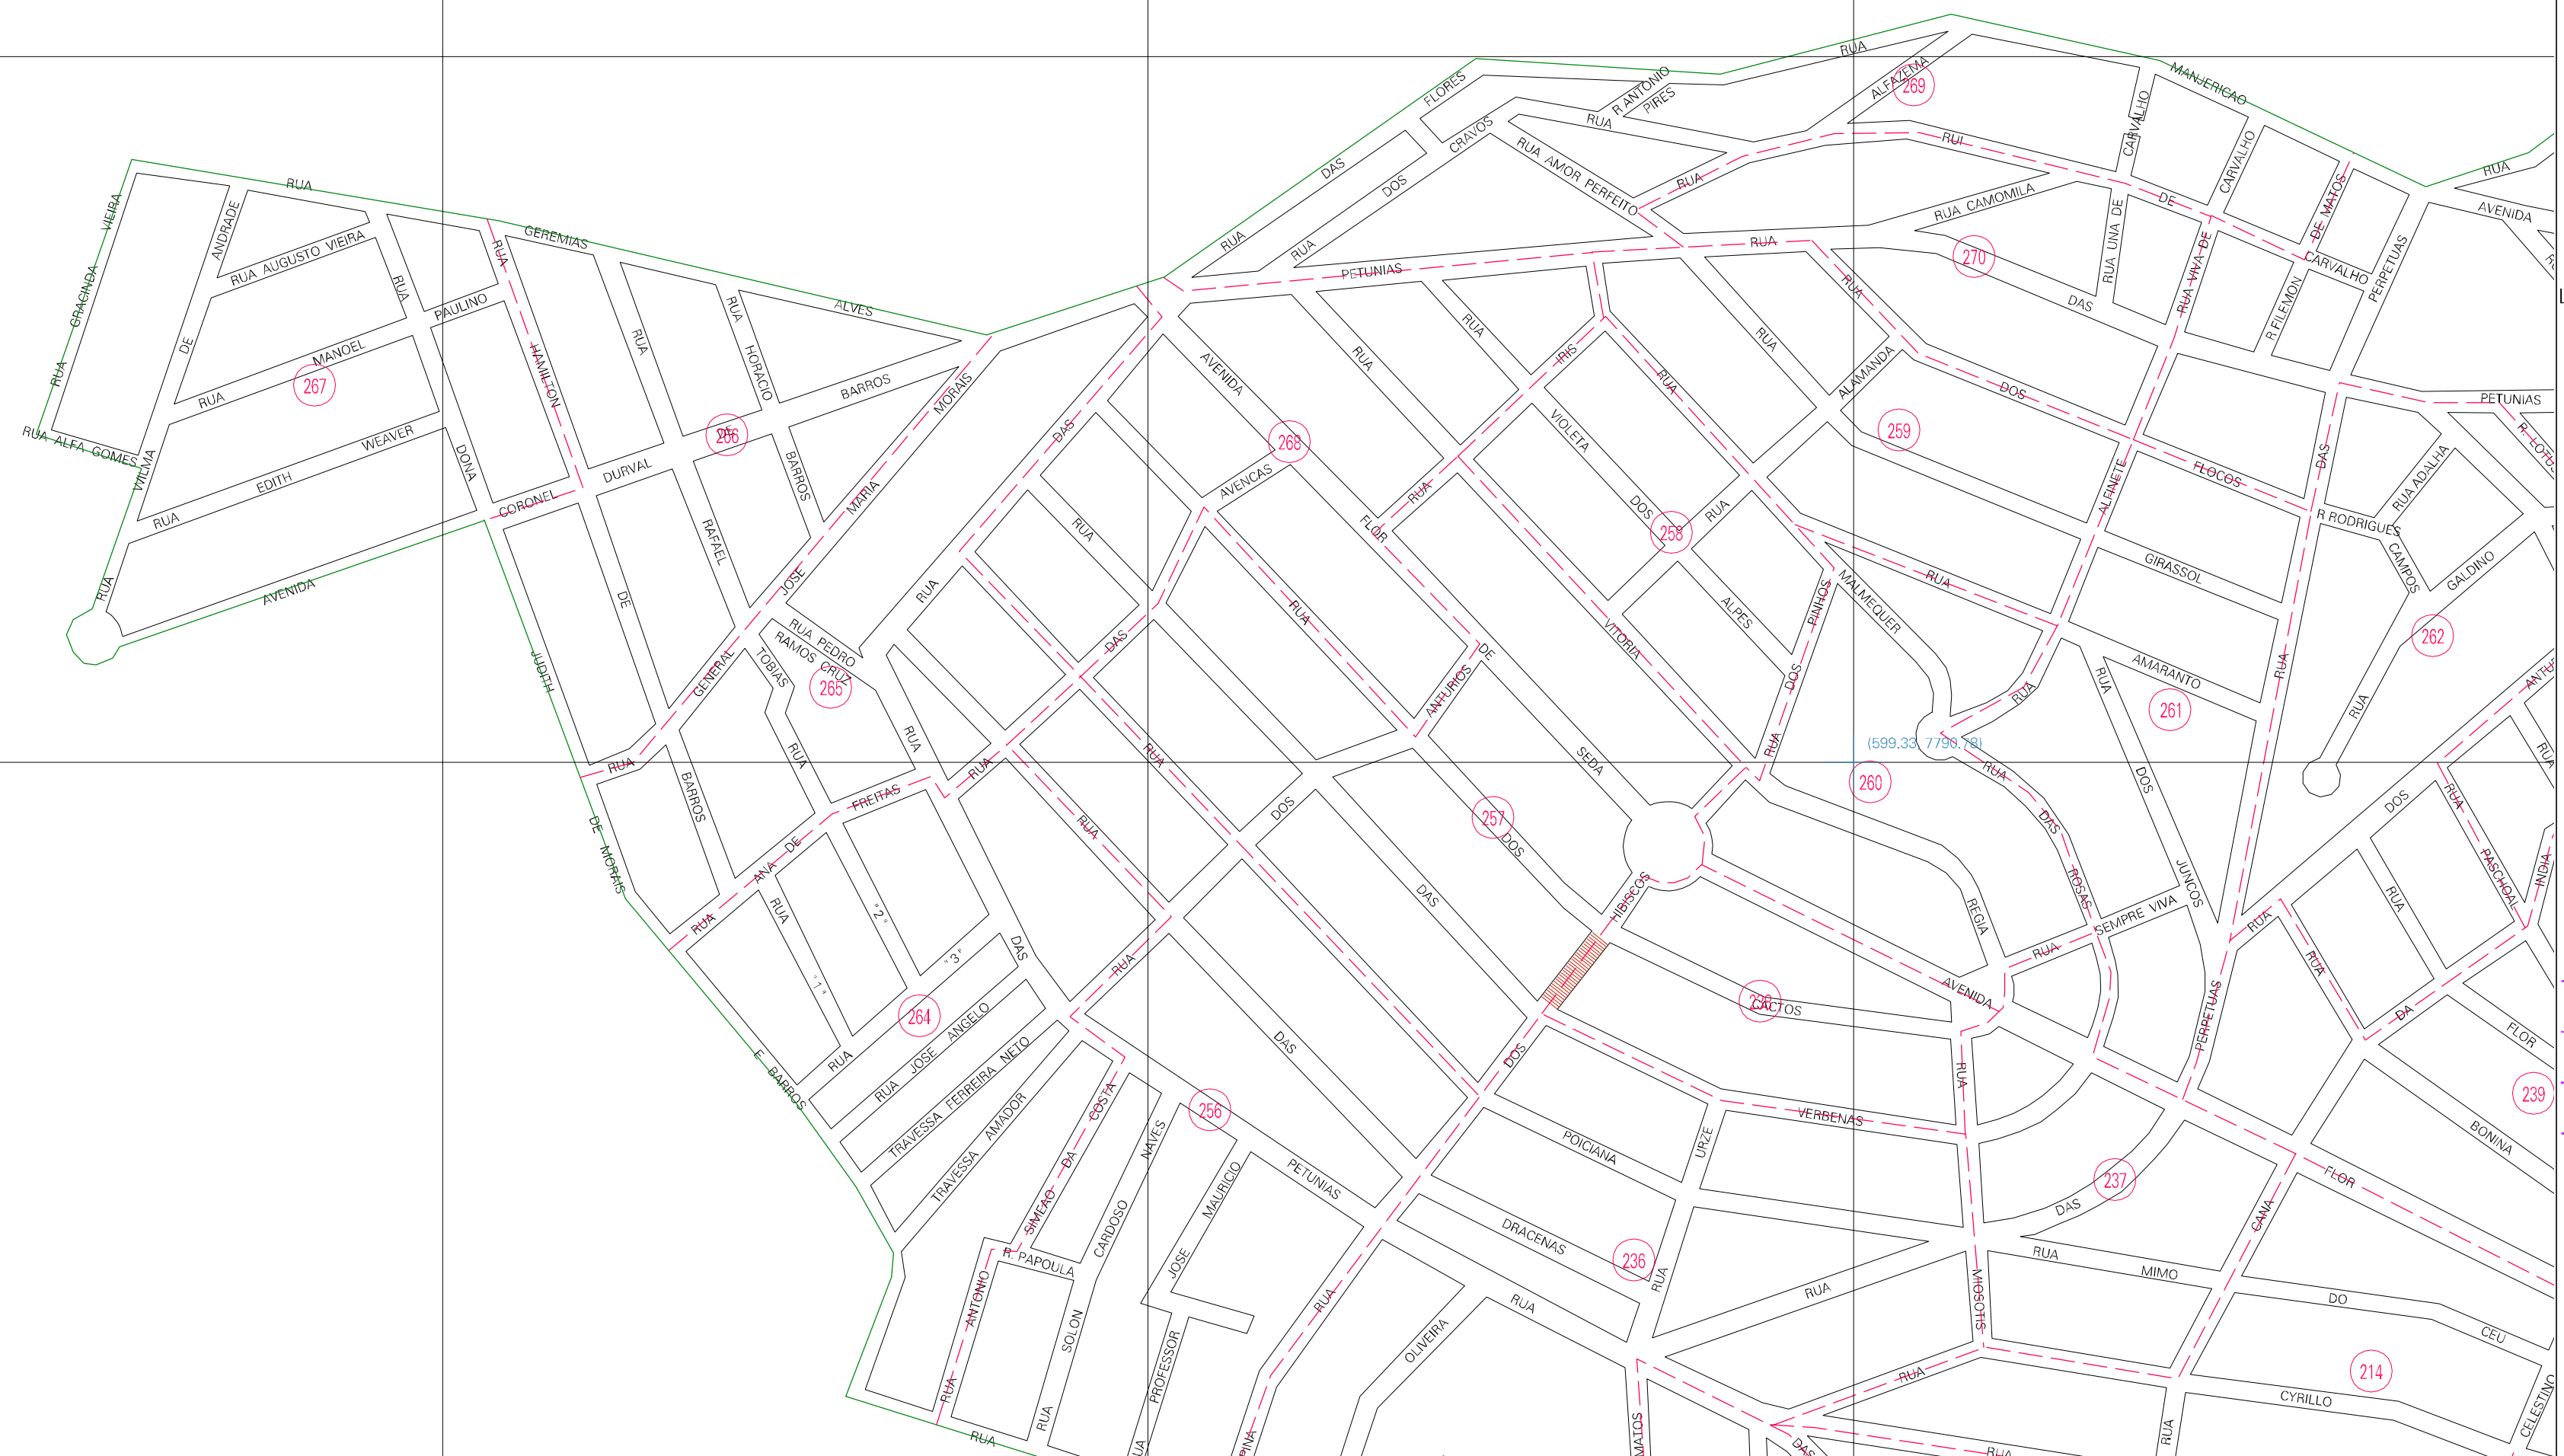 RUA
MANJERICAO
FLORES
R ANTONIO
PIRES
ALFAZEMA
269
RUA
CRAVOS
RUA AMOR PERFEITO
RUI
CARVALHO
CARVALHO
CARVALHO
DE MATOS
RUA
AVENIDA
DAS
DOS
RUA
RUA
RUA
RUA CAMOMILA
DE
RUA UNA DE
RUA VIVA DE
CARVALHO
PERPETUAS
VIEIRA
GRACINDA
RUA
RUA
ANDRADE
RUA AUGUSTO VIEIRA
GEREMIAS
RUA
RUA
PAULINO
ALVES
PETUNIAS
RUA
270
RUA
DAS
R FILEMON
DE
MANOEL
RUA
267
HAMILTON
RUA
RUA
HORACIO
BARROS
MORAIS
AVENIDA
RUA
RUA
IRIS
RUA
RUA
ALAMANDA
DOS
PETUNIAS
R. LOTUS
RUA ALFA GOMES
WILMA
WEAVER
EDITH
RUA
DONA
CORONEL
DURVAL
266
BARROS
MARIA
DAS
268
AVENCAS
FLOR
RUA
VIOLETA
DOS
258
RUA
259
ALFINETE
FLOCOS
DAS
RUA ADALHA
R RODRIGUES
CAMPOS
GALDINO
RUA
AVENIDA
RAFAEL
DE
JOSE
RUA
RUA
RUA
ALPES
PINHOS
MALMEQUER
RUA
GIRASSOL
262
JUDITH
GENERAL
RUA PEDRO
RAMOS CRUZ
TOBIAS
265
DAS
DE
ANTURIOS
VITORIA
DOS
RUA
RUA
AMARANTO
261
RUA
RUA
RUA
BARROS
RUA
RUA
FREITAS
RUA
RUA
SEDA
RUA
(599.33, 7790.78)
260
RUA
DOS
DOS
RUA
RUA
DE
MORAIS
ANA DE
RUA
RUA
DOS
257
DOS
DAS
HIBISCOS
DAS
ROSAS
JUNCOS
REGIA
SEMPRE VIVA
RUA
PASCHOAL
INDIA
RUA
RUA
"1"
"2"
"3"
DAS
RUA
264
RUA
RUA JOSE ANGELO
DAS
AVENIDA
CACTOS
PERPETUAS
RUA
RUA
DA
FLOR
E
BARROS
TRAVESSA FERREIRA NETO
TRAVESSA AMADOR
COSTA
DA
SIMEAO
256
NAVES
CARDOSO
MAURICIO
JOSE
PETUNIAS
DOS
POICIANA
URZE
VERBENAS
RUA
237
DAS
239
BONINA
FLOR
R. PAPOULA
ANTONIO
RUA
SOLON
RUA
PROFESSOR
RUA
DRACENAS
236
RUA
RUA
OLIVEIRA
RUA
MIOSOTIS
RUA
MIMO
CANA
DO
CEU
214
RUA
CYRILLO
CELESTINO
RUA
MATOS
DAS
RUA
RUA